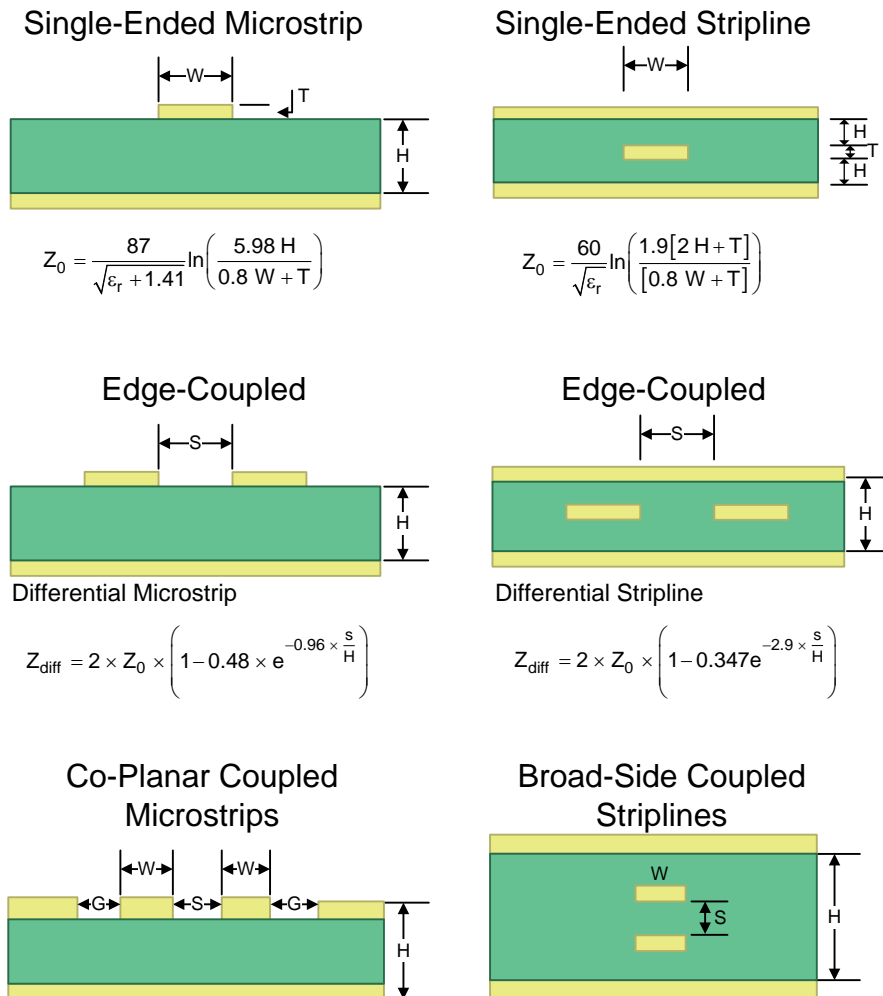 Single-Ended Microstrip
W
T
H
Z₀ = 87 / √(εᵣ + 1.41) ln(5.98 H / (0.8 W + T))
Single-Ended Stripline
W
H
T
H
Z₀ = 60 / √εᵣ ln(1.9[2 H + T] / [0.8 W + T])
Edge-Coupled
S
H
Differential Microstrip
Z_diff = 2 × Z₀ × (1 − 0.48 × e^(−0.96 × s/H))
Edge-Coupled
S
H
Differential Stripline
Z_diff = 2 × Z₀ × (1 − 0.347e^(−2.9 × s/H))
Co-Planar Coupled
Microstrips
W
W
G
S
G
H
Broad-Side Coupled
Striplines
W
S
H